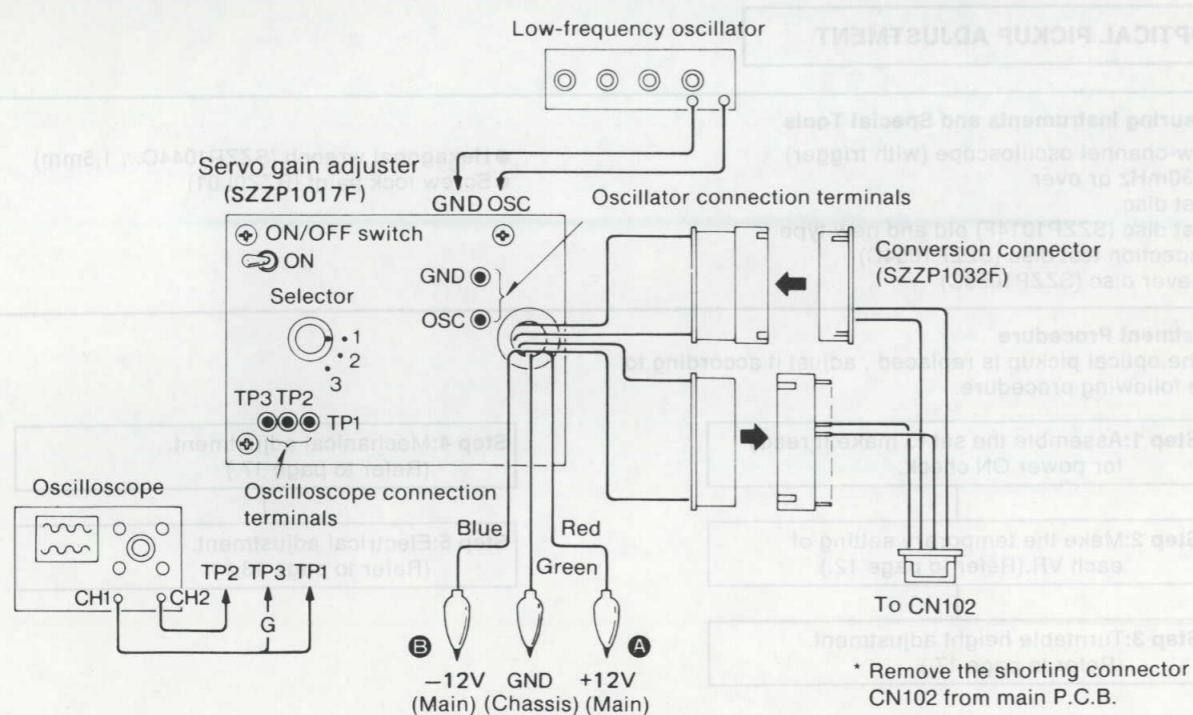 Low-frequency oscillator
Servo gain adjuster
(SZZP1017F)
GND OSC
Oscillator connection terminals
ON/OFF switch
ON
GND
OSC
Selector
1
2
3
Conversion connector
(SZZP1032F)
TP3 TP2
TP1
Oscilloscope
Oscilloscope connection
terminals
TP2 TP3 TP1
CH1
CH2
G
Blue
Red
Green
B
A
−12V GND +12V
(Main) (Chassis) (Main)
To CN102
* Remove the shorting connector
CN102 from main P.C.B.